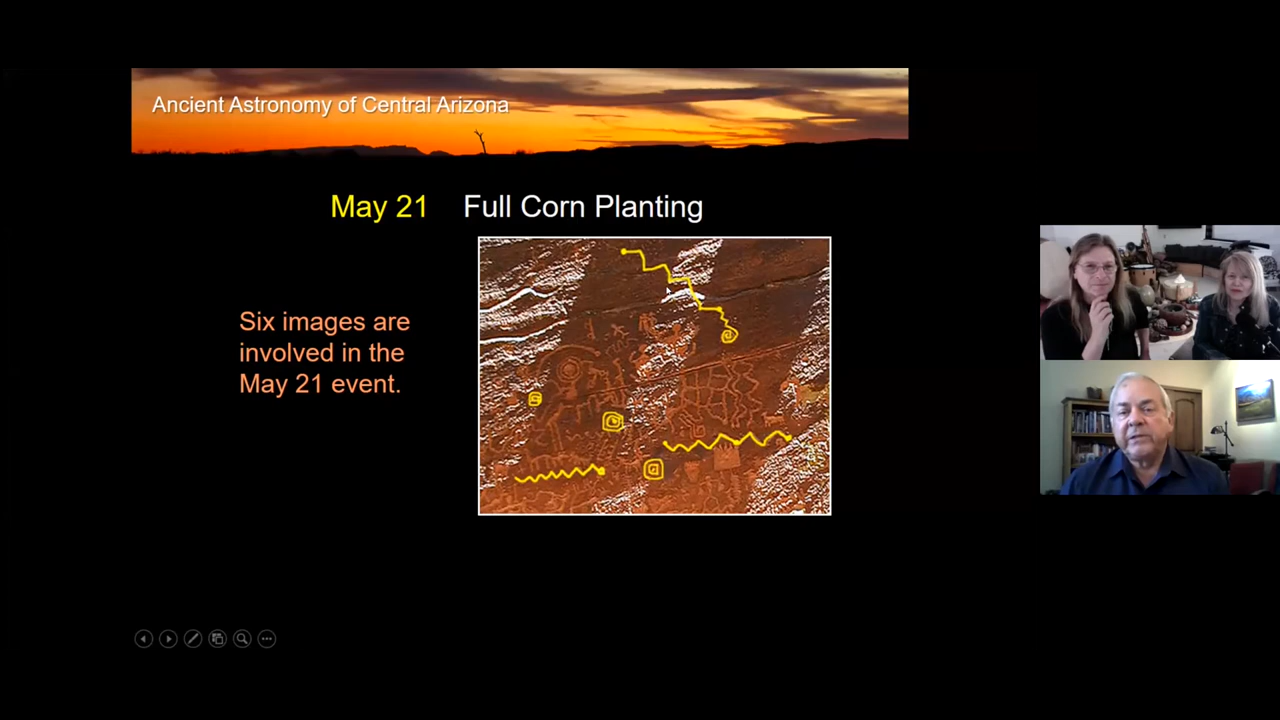 Ancient Astronomy of Central Arizona
May 21 Full Corn Planting
Six images are
involved in the
May 21 event.